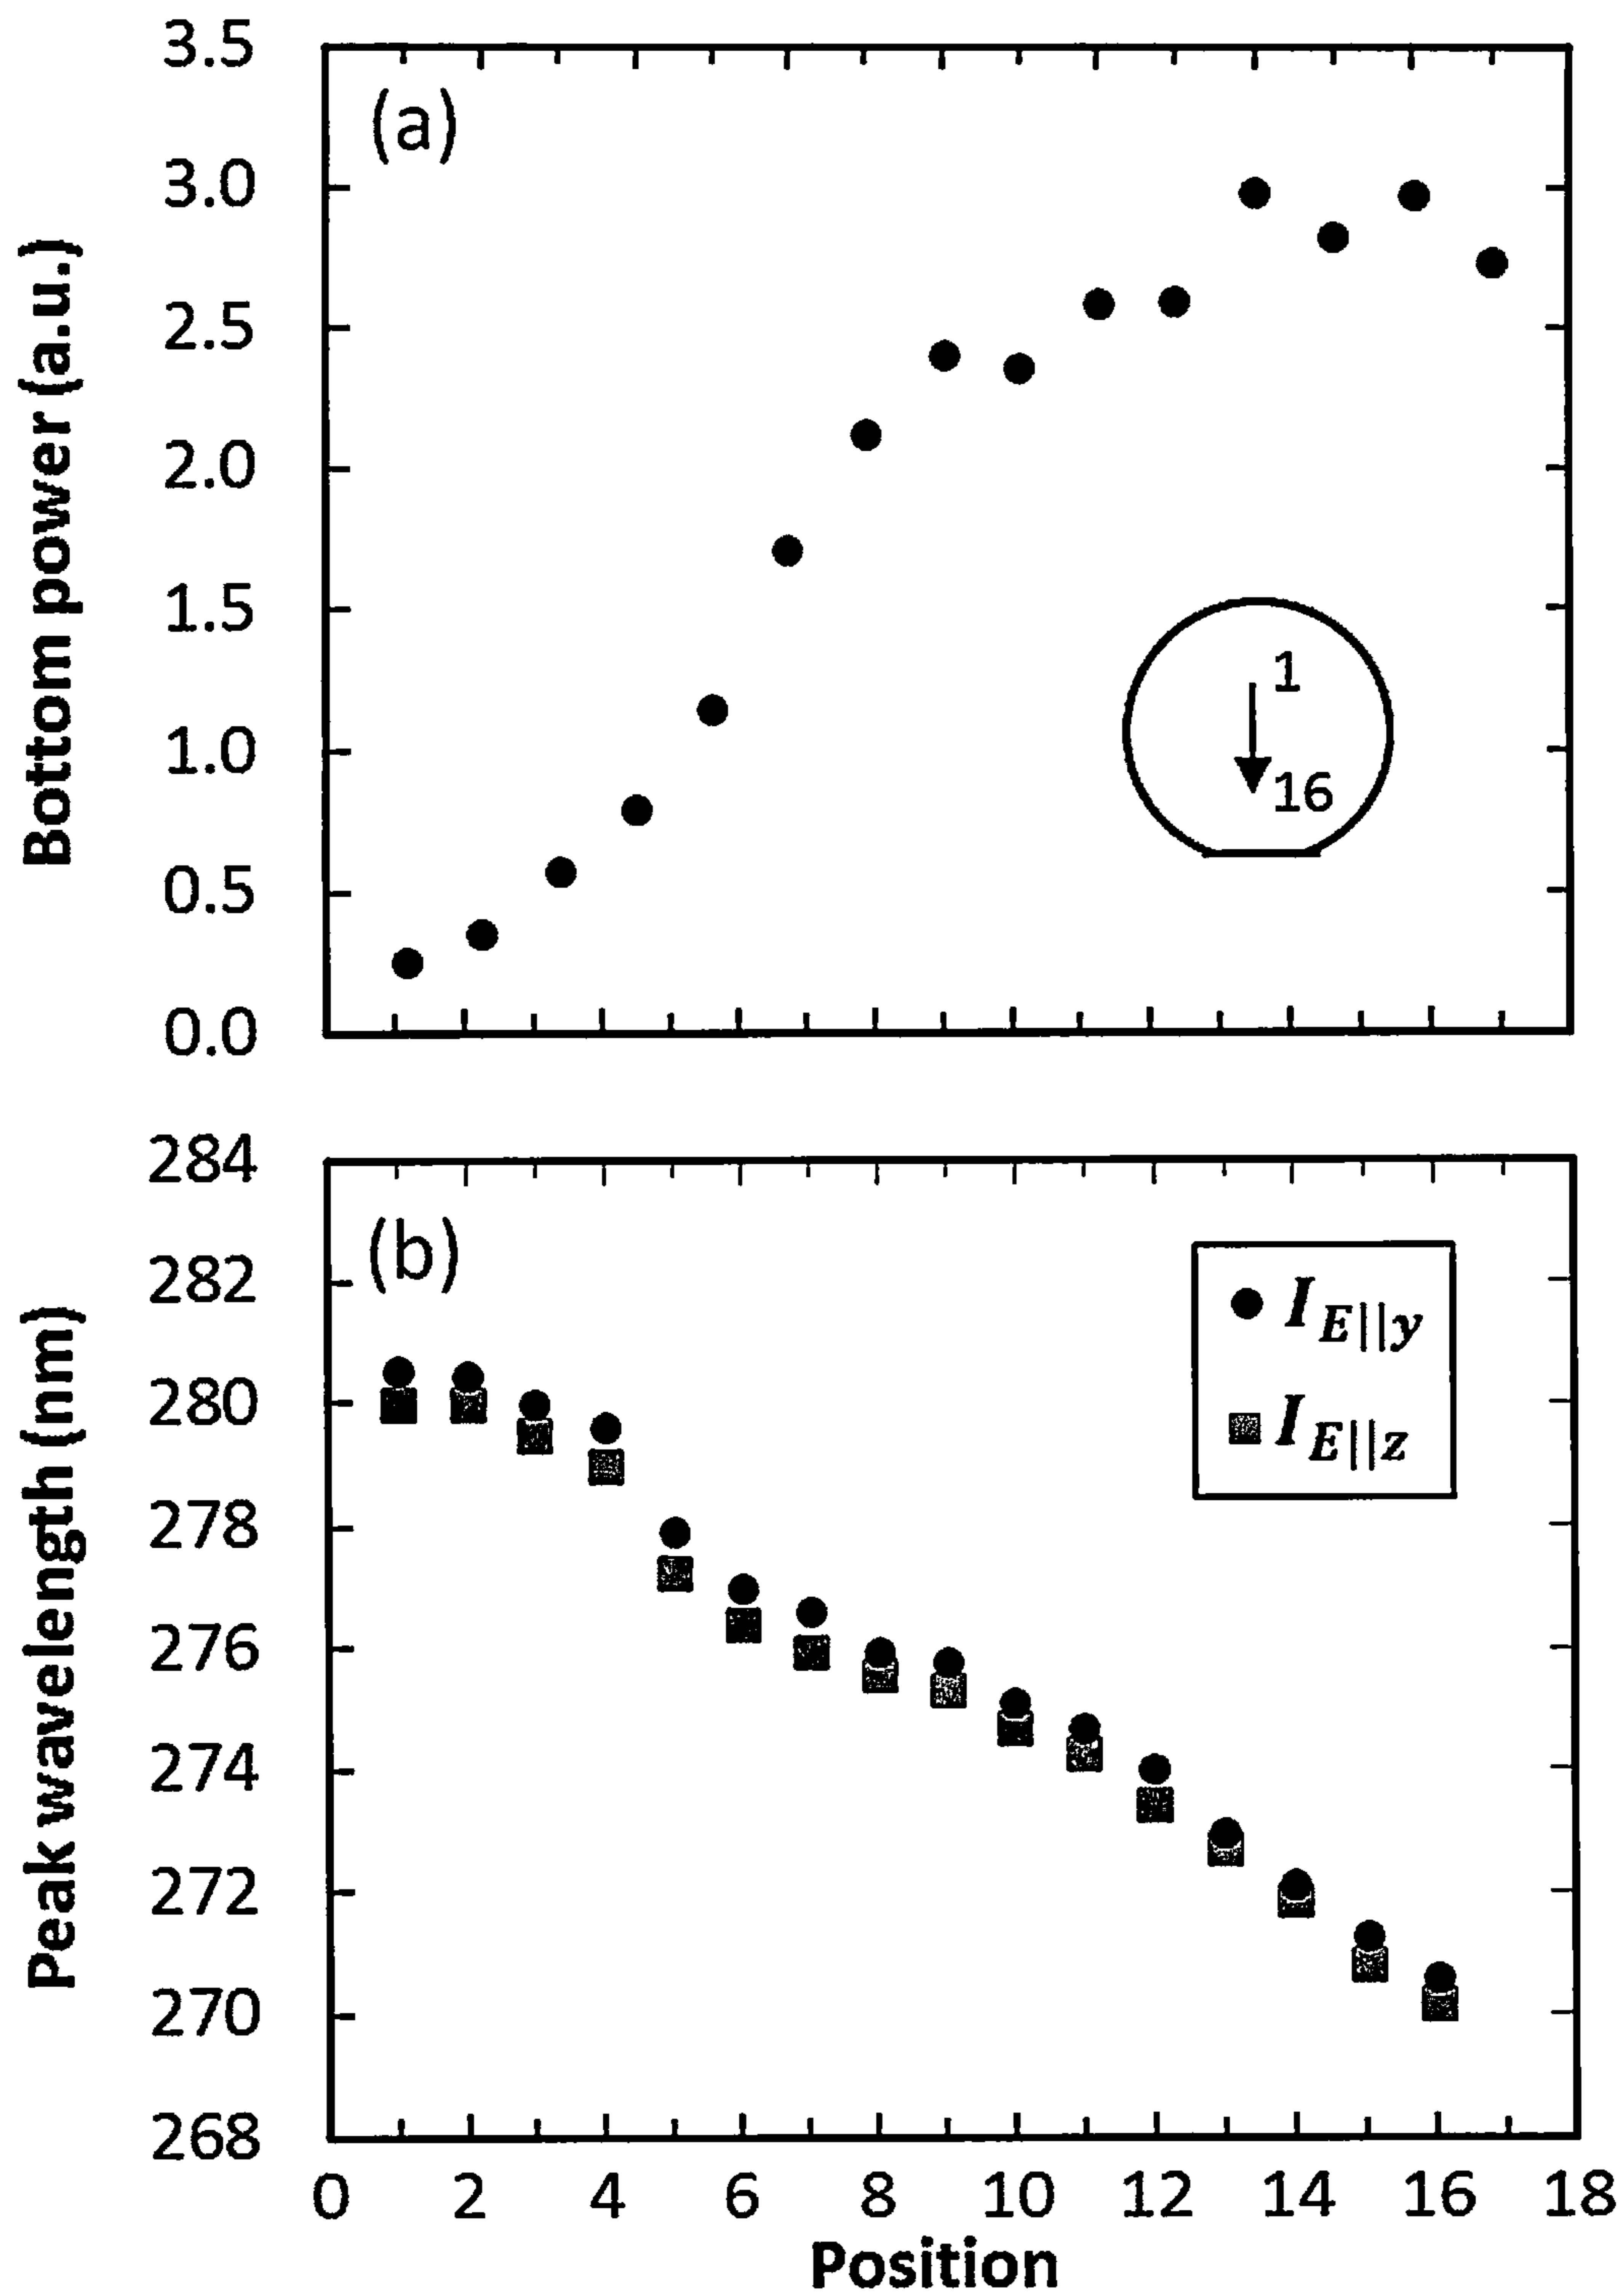 3.5
(a)
3.0
2.5
2.0
1.5
1.0
0.5
0.0
Bottom power (a.u.)
1
16
284
(b)
282
280
278
276
274
272
270
268
Peak wavelength (nm)
I E||y
I E||z
0 2 4 6 8 10 12 14 16 18
Position